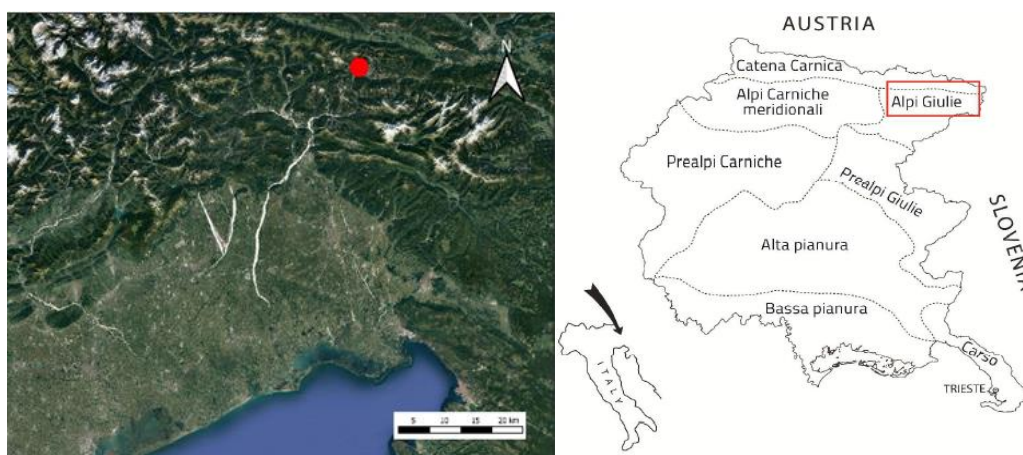 N
5 10 15 20 km
AUSTRIA
Catena Carnica
Alpi Carniche
meridionali
Alpi Giulie
Prealpi Carniche
Prealpi Giulie
SLOVENIA
Alta pianura
Bassa pianura
Carso
TRIESTE
ITALY